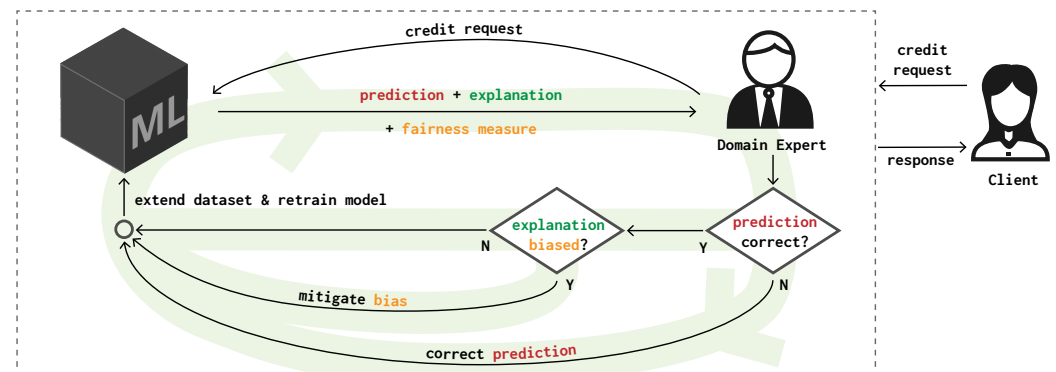 credit request
credit
request
ML
prediction + explanation
+ fairness measure
Domain Expert
response
Client
extend dataset & retrain model
explanation
biased?
prediction
correct?
N
Y
Y
N
mitigate bias
correct prediction